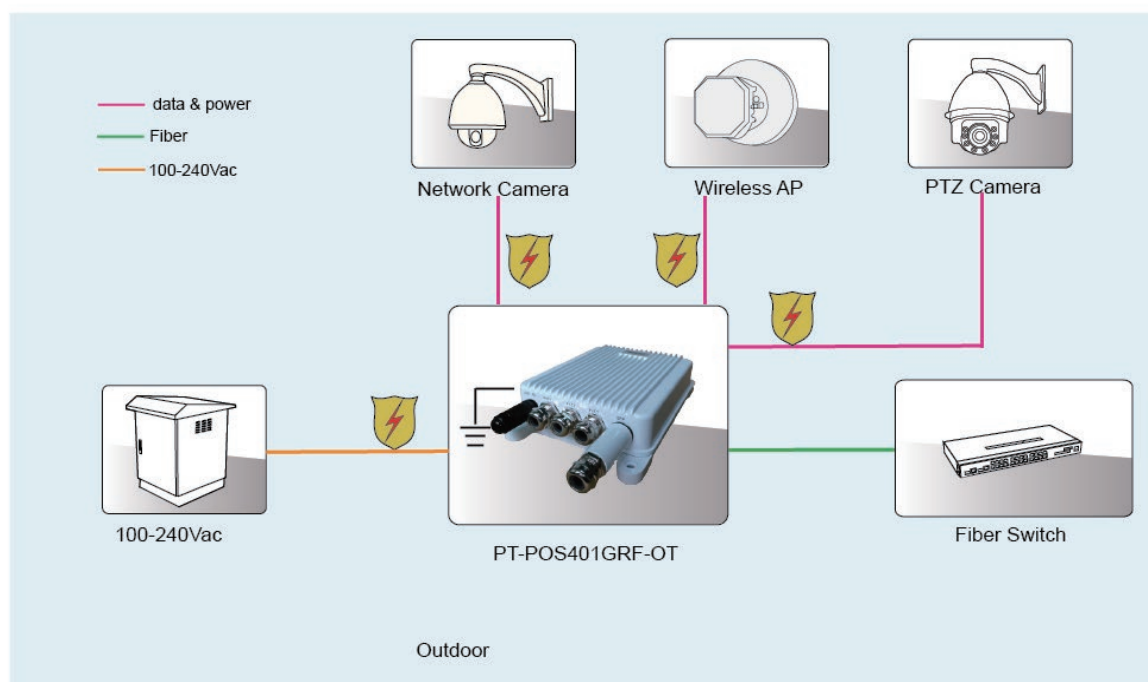 data & power
Fiber
100-240Vac
Network Camera
Wireless AP
PTZ Camera
100-240Vac
PT-POS401GRF-OT
Fiber Switch
Outdoor